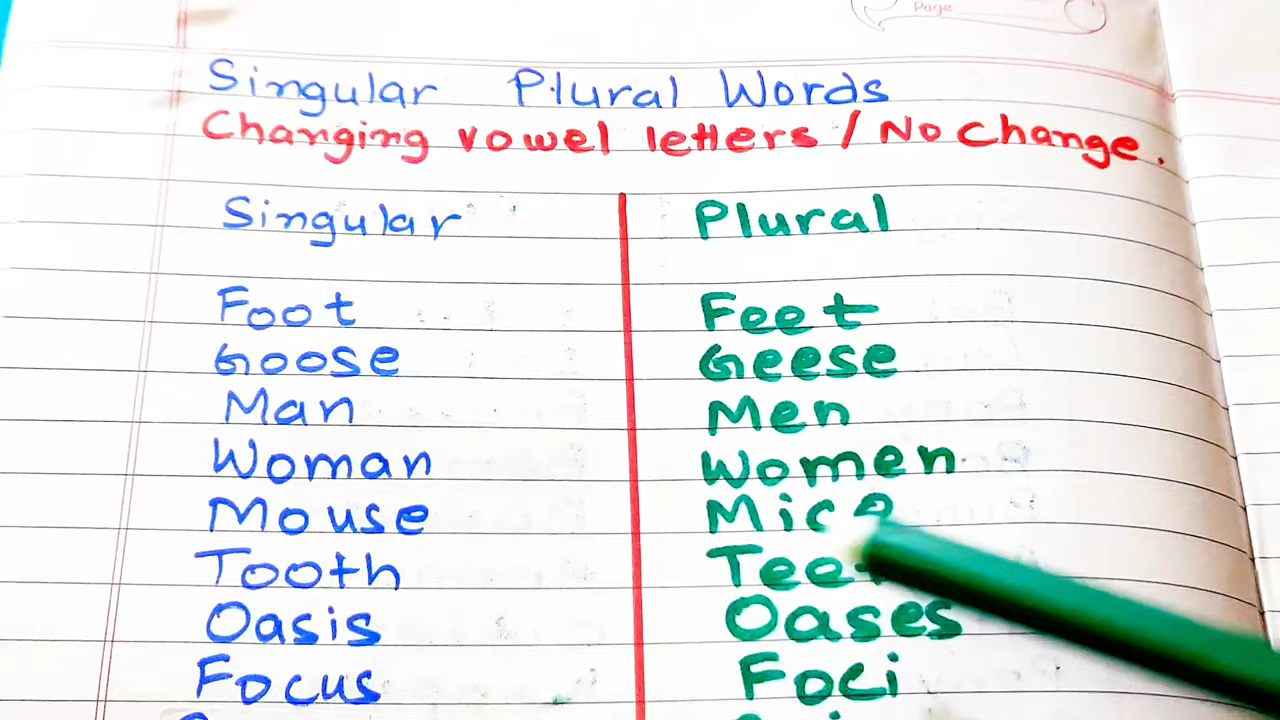 Page
Singular Plural Words
Changing vowel letters / No change.
Singular Plural
Foot Feet
Goose Geese
Man Men
Woman Women
Mouse Mice
Tooth
Oasis Oases
Focus Foci